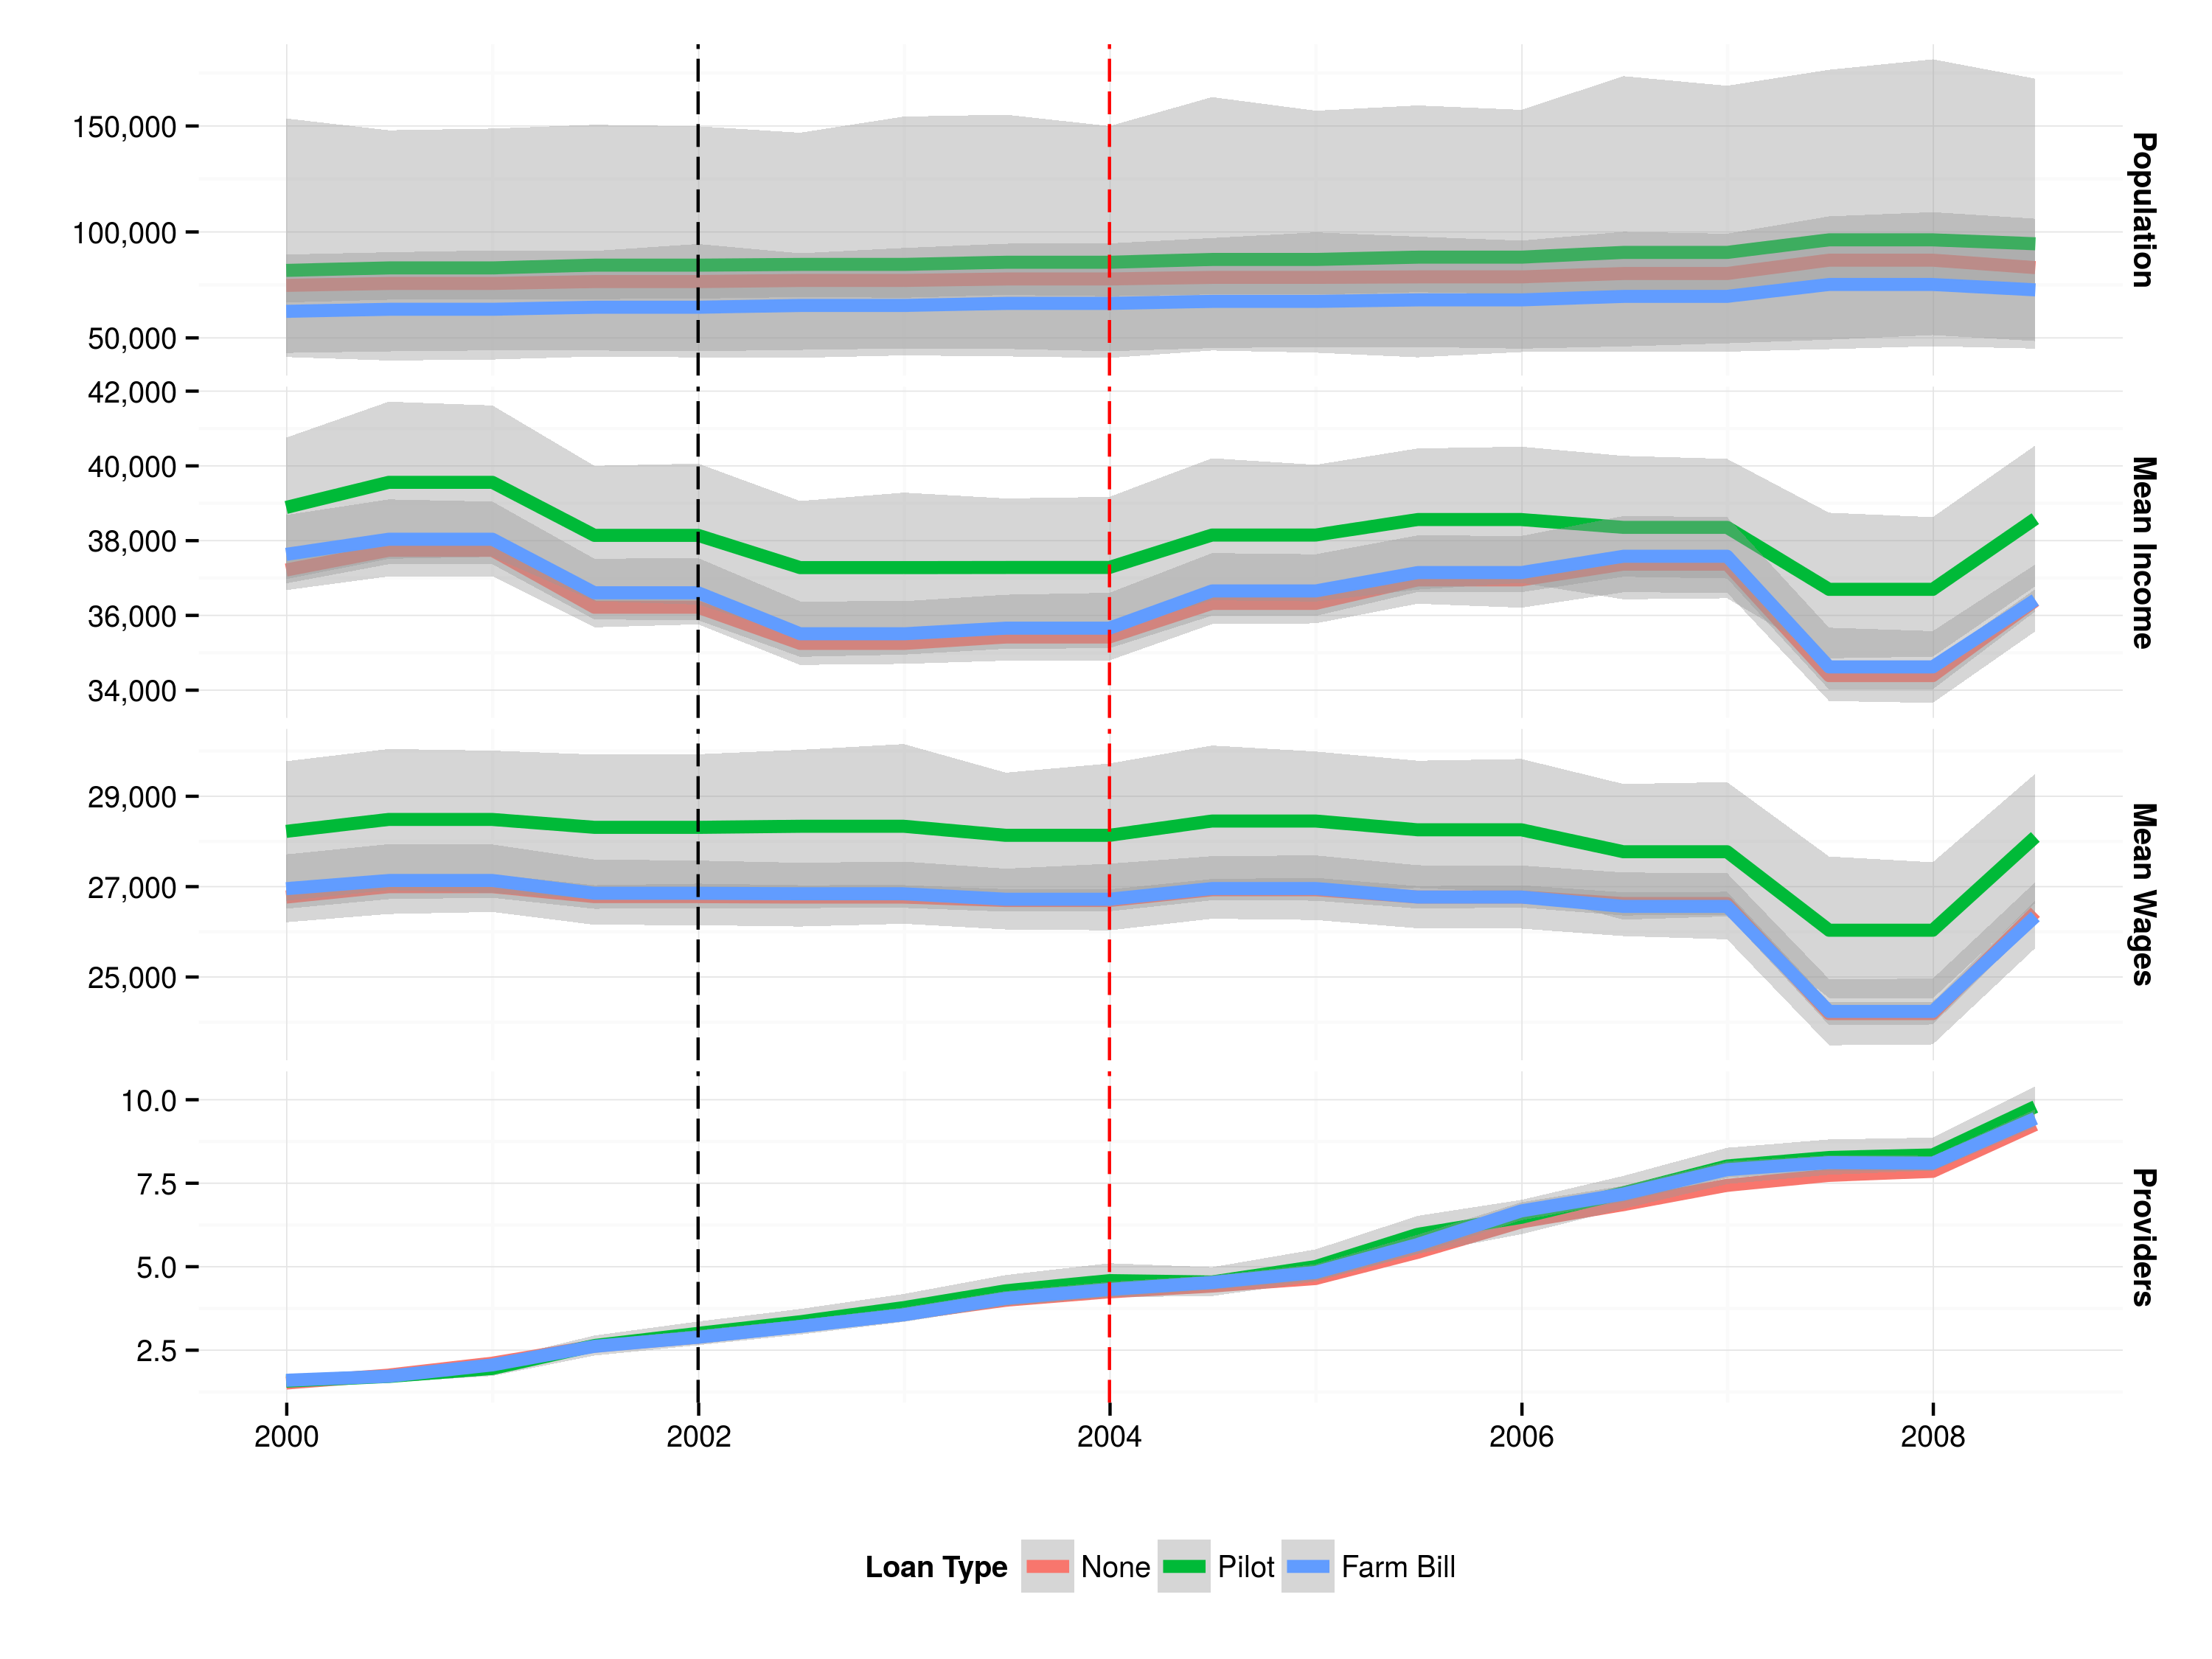 150,000
100,000
50,000
Population
42,000
40,000
38,000
36,000
34,000
Mean Income
29,000
27,000
25,000
Mean Wages
10.0
7.5
5.0
2.5
Providers
2000 2002 2004 2006 2008
Loan Type None Pilot Farm Bill